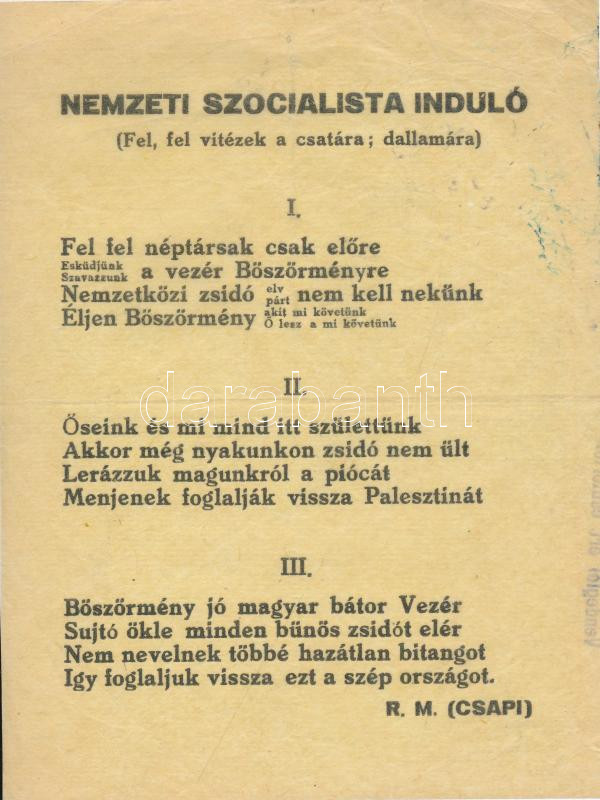 NEMZETI SZOCIALISTA INDULÓ
(Fel, fel vitézek a csatára; dallamára)
I.
Fel fel néptársak csak előre
Esküdjünk
Szavazzunk a vezér Böszörményre
Nemzetközi zsidó elv
párt nem kell nekünk
Éljen Böszörmény akit mi követünk
Ő lesz a mi követünk
II.
Őseink és mi mind itt születtünk
Akkor még nyakunkon zsidó nem ült
Lerázzuk magunkról a piócát
Menjenek foglalják vissza Palesztinát
III.
Böszörmény jó magyar bátor Vezér
Sujtó ökle minden bűnös zsidót elér
Nem nevelnek többé hazátlan bitangot
Igy foglaljuk vissza ezt a szép országot.
R. M. (CSAPI)
darabanth